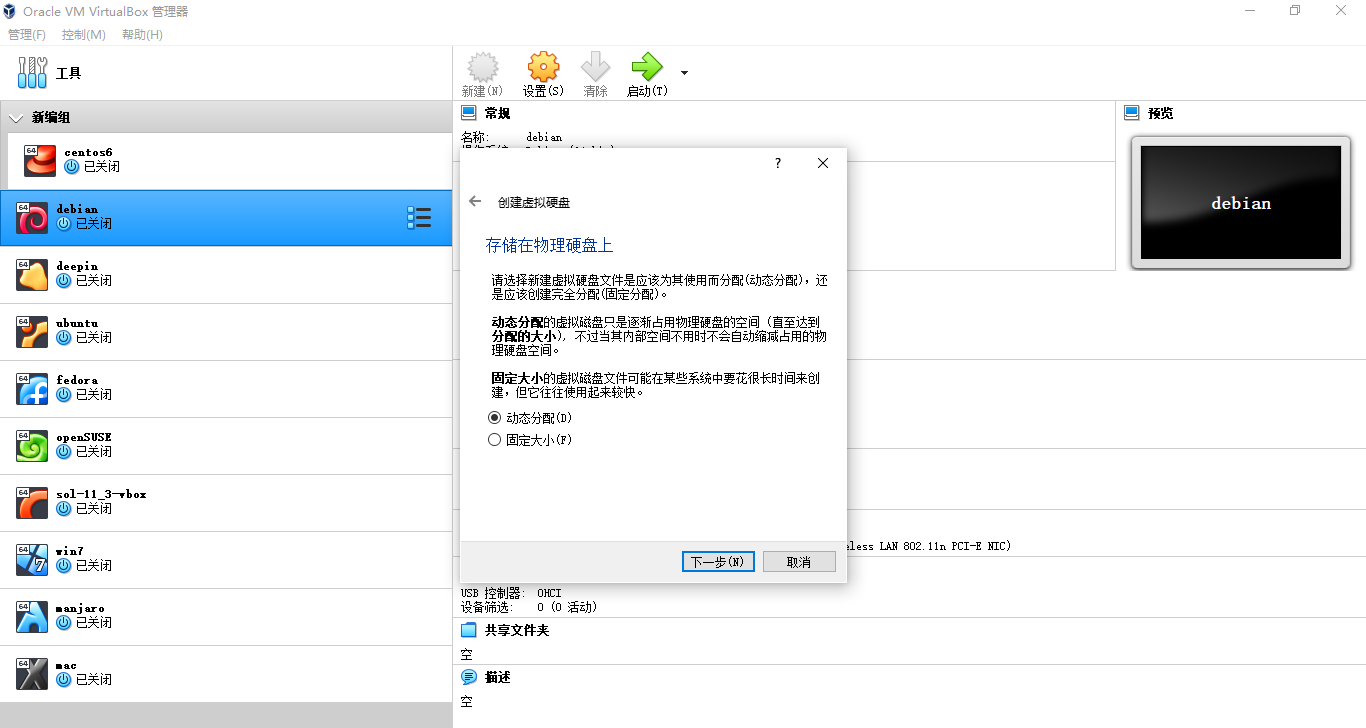 Oracle VM VirtualBox 管理器
管理(F) 控制(M) 帮助(H)
工具
新建(N) 设置(S) 清除 启动(T)
新编组
64 centos6
已关闭
64 debian
已关闭
64 deepin
已关闭
64 ubuntu
已关闭
64 fedora
已关闭
64 openSUSE
已关闭
64 sol-11_3-vbox
已关闭
64 win7
已关闭
64 manjaro
已关闭
64 mac
已关闭
常规
名称: debian
预览
debian
?
创建虚拟硬盘
存储在物理硬盘上
请选择新建虚拟硬盘文件是应该为其使用而分配(动态分配)，还
是应该创建完全分配(固定分配)。
动态分配的虚拟磁盘只是逐渐占用物理硬盘的空间（直至达到
分配的大小），不过当其内部空间不用时不会自动缩减占用的物
理硬盘空间。
固定大小的虚拟磁盘文件可能在某些系统中要花很长时间来创
建，但它往往使用起来较快。
动态分配(D)
固定大小(F)
下一步(N) 取消
eless LAN 802.11n PCI-E NIC)
USB 控制器: OHCI
设备筛选: 0 (0 活动)
共享文件夹
空
描述
空